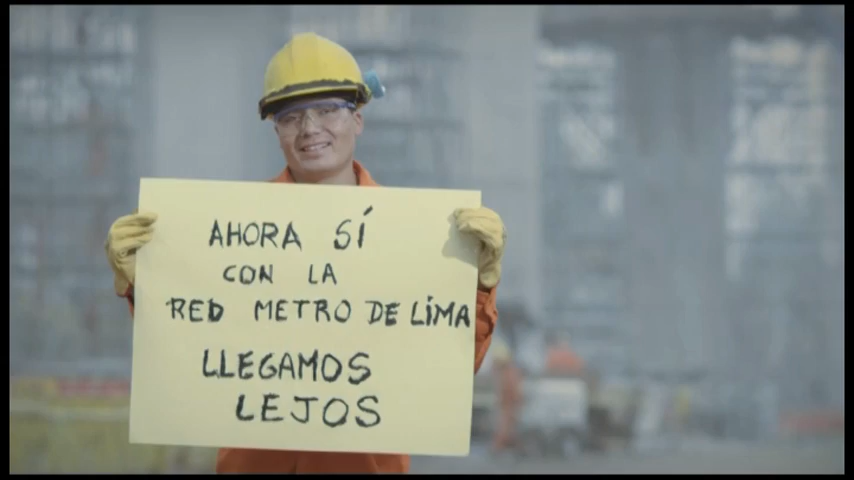 AHORA SÍ
CON LA
RED METRO DE LIMA
LLEGAMOS
LEJOS